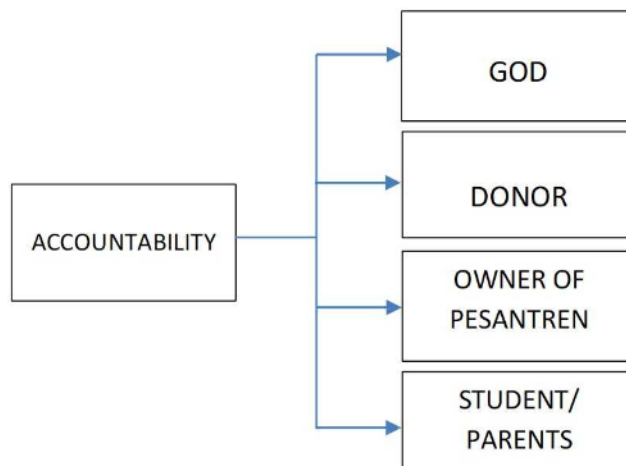 GOD
DONOR
ACCOUNTABILITY
OWNER OF
PESANTREN
STUDENT/
PARENTS